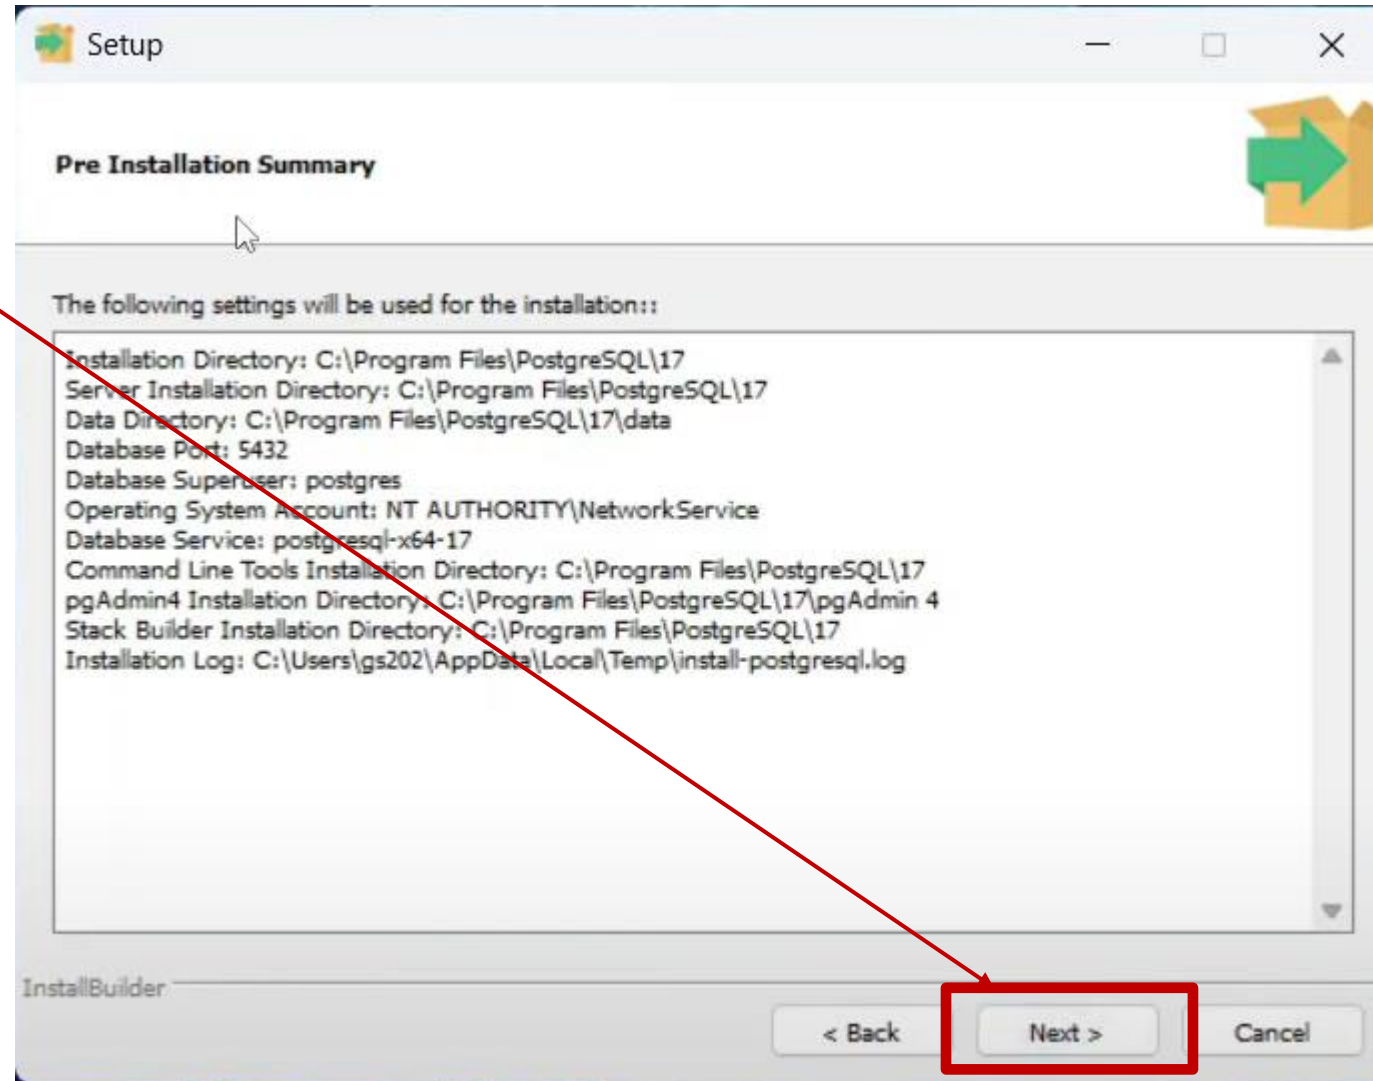 Setup
Pre Installation Summary
The following settings will be used for the installation::
Installation Directory: C:\Program Files\PostgreSQL\17
Server Installation Directory: C:\Program Files\PostgreSQL\17
Data Directory: C:\Program Files\PostgreSQL\17\data
Database Port: 5432
Database Superuser: postgres
Operating System Account: NT AUTHORITY\NetworkService
Database Service: postgresql-x64-17
Command Line Tools Installation Directory: C:\Program Files\PostgreSQL\17
pgAdmin4 Installation Directory: C:\Program Files\PostgreSQL\17\pgAdmin 4
Stack Builder Installation Directory: C:\Program Files\PostgreSQL\17
Installation Log: C:\Users\gs202\AppData\Local\Temp\install-postgresql.log
InstallBuilder
< Back Next > Cancel